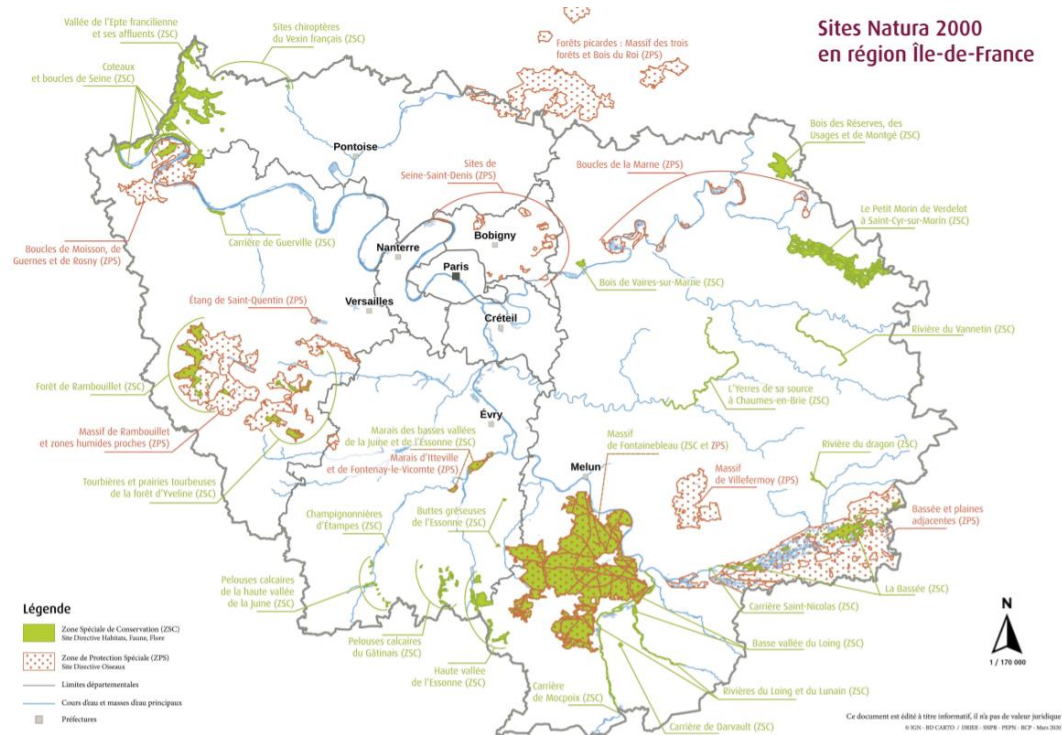 Sites Natura 2000
en région Île-de-France
Vallée de l'Epte francilienne
et ses affluents (ZSC)
Sites chiroptères
du Vexin français (ZSC)
Forêts picardes : Massif des trois
forêts et Bois du Roi (ZPS)
Coteaux
et boucles de Seine (ZSC)
Bois des Réserves, des
Usages et de Montgé (ZSC)
Pontoise
Sites de
Seine-Saint-Denis (ZPS)
Boucles de la Marne (ZPS)
Le Petit Morin de Verdelot
à Saint-Cyr-sur-Morin (ZSC)
Carrière de Guerville (ZSC)
Boucles de Moisson, de
Guernes et de Rosny (ZPS)
Nanterre
Bobigny
Paris
Bois de Vaires-sur-Marne (ZSC)
Étang de Saint-Quentin (ZPS)
Versailles
Créteil
Rivière du Vannetin (ZSC)
Forêt de Rambouillet (ZSC)
L'Yerres de sa source
à Chaumes-en-Brie (ZSC)
Massif de Rambouillet
et zones humides proches (ZPS)
Évry
Marais des basses vallées
de la Juine et de l'Essonne (ZSC)
Marais d'Itteville
et de Fontenay-le-Vicomte (ZPS)
Massif
de Fontainebleau (ZSC et ZPS)
Rivière du dragon (ZSC)
Melun
Massif
de Villefermoy (ZPS)
Tourbières et prairies tourbeuses
de la forêt d'Yveline (ZSC)
Champignonnières
d'Étampes (ZSC)
Buttes gréseuses
de l'Essonne (ZSC)
Bassée et plaines
adjacentes (ZPS)
Pelouses calcaires
de la haute vallée
de la Juine (ZSC)
La Bassée (ZSC)
Carrière Saint-Nicolas (ZSC)
Pelouses calcaires
du Gâtinais (ZSC)
Basse vallée du Loing (ZSC)
Haute vallée
de l'Essonne (ZSC)
Carrière
de Mocpoix (ZSC)
Rivières du Loing et du Lunain (ZSC)
Carrière de Darvault (ZSC)
Légende
Zone Spéciale de Conservation (ZSC)
Site Directive Habitats, Faune, Flore
Zone de Protection Spéciale (ZPS)
Site Directive Oiseaux
Limites départementales
Cours d'eau et masses d'eau principaux
Préfectures
N
1 / 170 000
Ce document est édité à titre informatif, il n'a pas de valeur juridique
© IGN - BD CARTO / DRIEE - SNPR - PEPN - BCP - Mars 2020